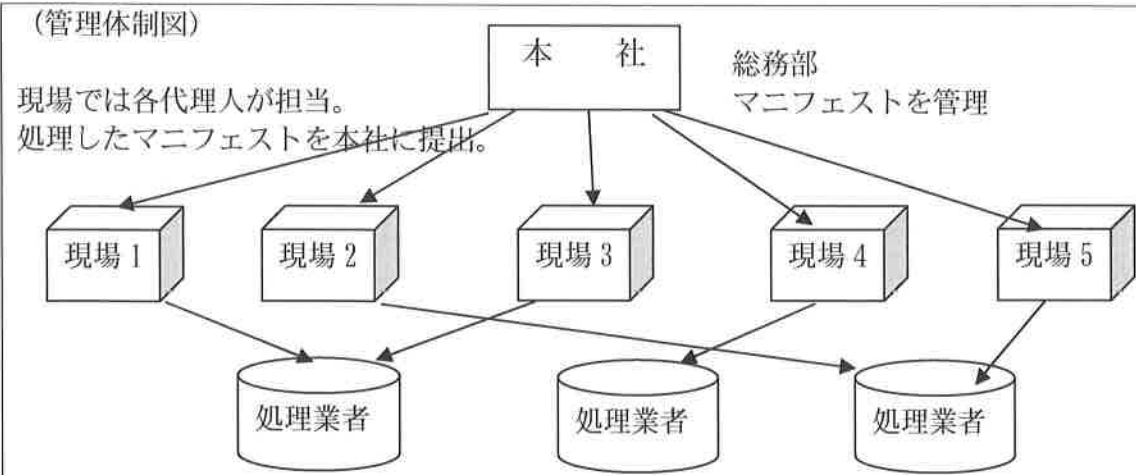 (管理体制図)
本　　社
総務部
マニフェストを管理
現場では各代理人が担当。
処理したマニフェストを本社に提出。
現場 1
現場 2
現場 3
現場 4
現場 5
処理業者
処理業者
処理業者